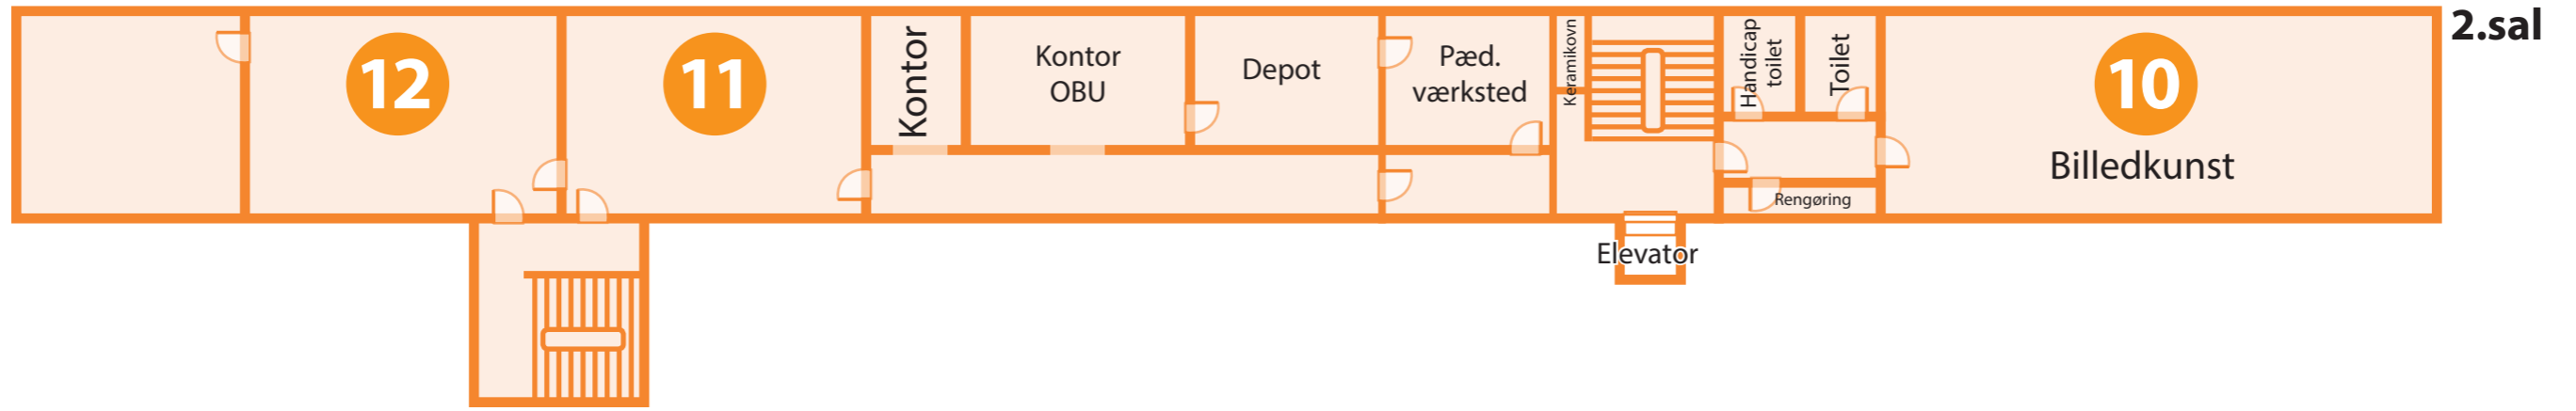 2.sal
12
11
Kontor
Kontor
OBU
Depot
Pæd.
værksted
Keramikovn
Handicap
toilet
Toilet
10
Billedkunst
Rengøring
Elevator